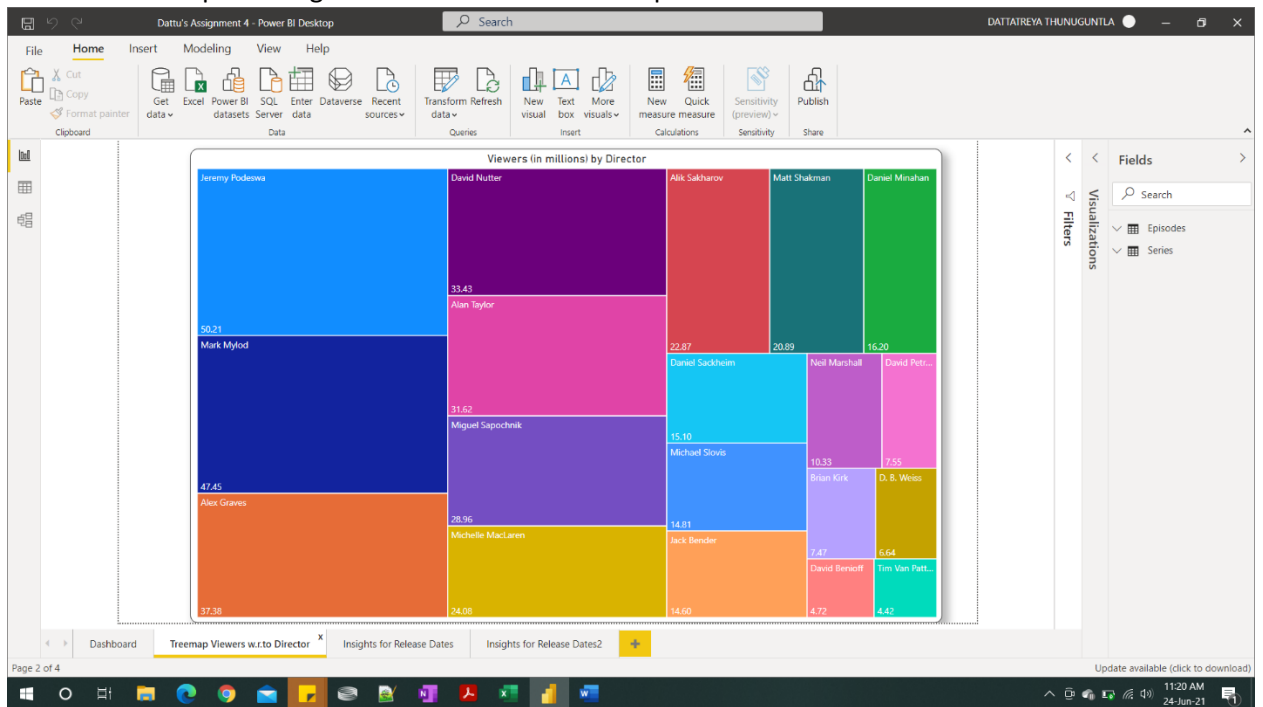 Dattu's Assignment 4 - Power BI Desktop
Search
DATTATREYA THUNUGUNTLA
File Home Insert Modeling View Help
Paste
Cut
Copy
Format painter
Clipboard
Get data
Excel
Power BI datasets
SQL Server
Enter data
Dataverse
Recent sources
Data
Transform data
Refresh
Queries
New visual
Text box
More visuals
Insert
New measure
Quick measure
Calculations
Sensitivity (preview)
Sensitivity
Publish
Share
Viewers (in millions) by Director
Jeremy Podeswa
50.21
Mark Mylod
47.45
Alex Graves
37.38
David Nutter
33.43
Alan Taylor
31.62
Miguel Sapochnik
28.96
Michelle MacLaren
24.08
Alik Sakharov
22.87
Matt Shakman
20.89
Daniel Minahan
16.20
Daniel Sackheim
15.10
Michael Slovis
14.81
Jack Bender
14.60
Neil Marshall
10.33
David Petr...
7.55
Brian Kirk
7.47
D. B. Weiss
6.64
David Benioff
4.72
Tim Van Patt...
4.42
Filters
Visualizations
Fields
Search
Episodes
Series
Dashboard
Treemap Viewers w.r.to Director x
Insights for Release Dates
Insights for Release Dates2
Page 2 of 4
Update available (click to download)
11:20 AM
24-Jun-21